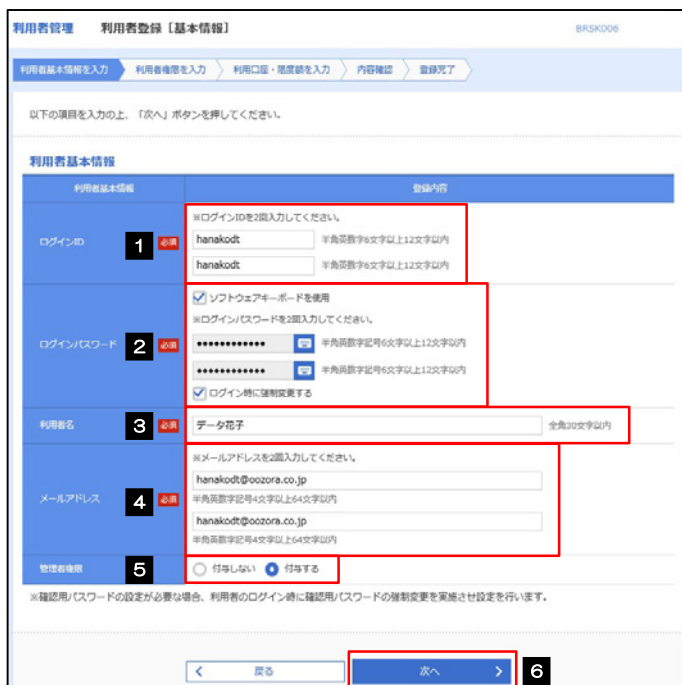 利用者管理 利用者登録［基本情報］ BRSK006
利用者基本情報を入力 利用者権限を入力 利用口座・限度額を入力 内容確認 登録完了
以下の項目を入力の上、「次へ」ボタンを押してください。
利用者基本情報
利用者基本情報 登録内容
※ログインIDを2回入力してください。
ログインID 1 必須 hanakodt 半角英数字6文字以上12文字以内
hanakodt 半角英数字6文字以上12文字以内
ソフトウェアキーボードを使用
※ログインパスワードを2回入力してください。
ログインパスワード 2 必須 ●●●●●●●●●●●● 半角英数字記号6文字以上12文字以内
●●●●●●●●●●●● 半角英数字記号6文字以上12文字以内
ログイン時に強制変更する
利用者名 3 必須 データ花子 全角30文字以内
※メールアドレスを2回入力してください。
hanakodt@oozora.co.jp
メールアドレス 4 必須 半角英数字記号4文字以上64文字以内
hanakodt@oozora.co.jp
半角英数字記号4文字以上64文字以内
管理者権限 5 付与しない 付与する
※確認用パスワードの設定が必要な場合、利用者のログイン時に確認用パスワードの強制変更を実施させ設定を行います。
戻る 次へ 6